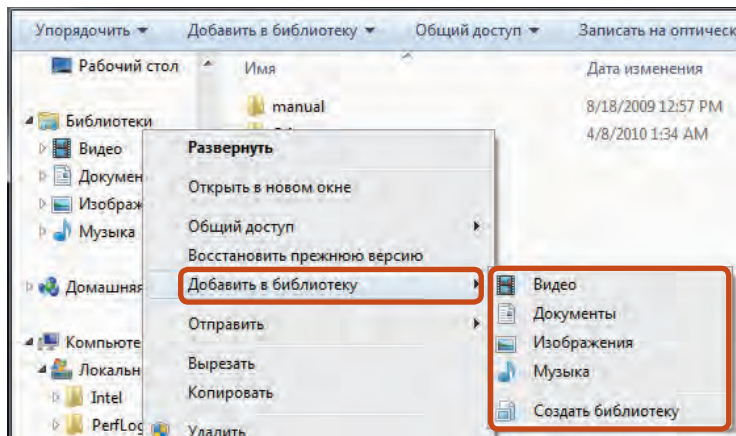 Упорядочить Добавить в библиотеку Общий доступ Записать на оптическ
Рабочий стол
Имя Дата изменения
manual 8/18/2009 12:57 PM
4/8/2010 1:34 AM
Библиотеки
Видео
Докумен
Изображ
Музыка
Домашняя
Компьюте
Локальн
Intel
PerfLog
Развернуть
Открыть в новом окне
Общий доступ
Восстановить прежнюю версию
Добавить в библиотеку
Отправить
Вырезать
Копировать
Удалить
Видео
Документы
Изображения
Музыка
Создать библиотеку